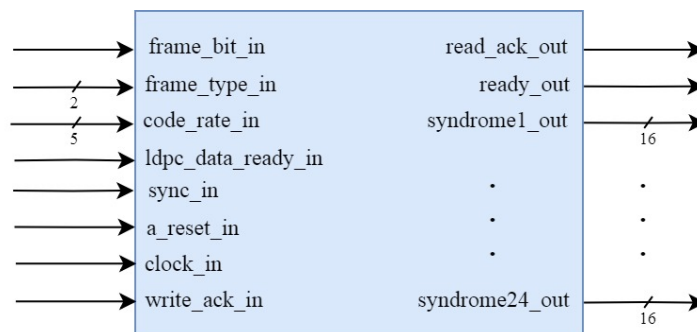 frame_bit_in read_ack_out
frame_type_in ready_out
2
code_rate_in syndrome1_out
5 16
ldpc_data_ready_in
sync_in
a_reset_in
clock_in
write_ack_in syndrome24_out
16